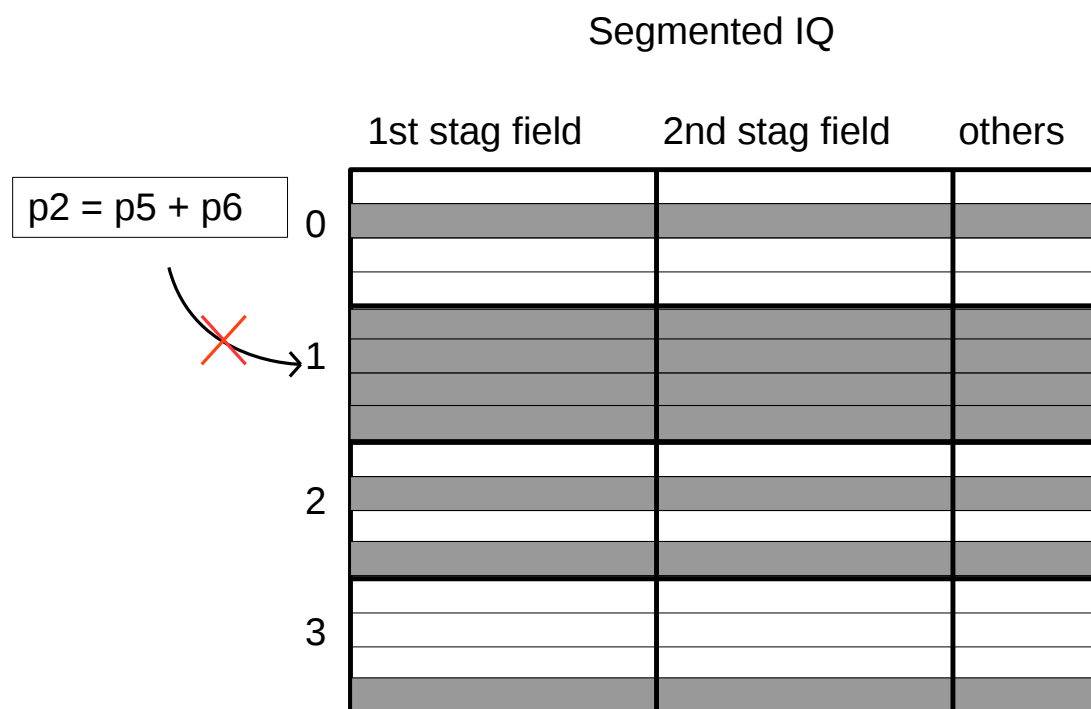 Segmented IQ
1st stag field 2nd stag field others
p2 = p5 + p6
0
1
2
3